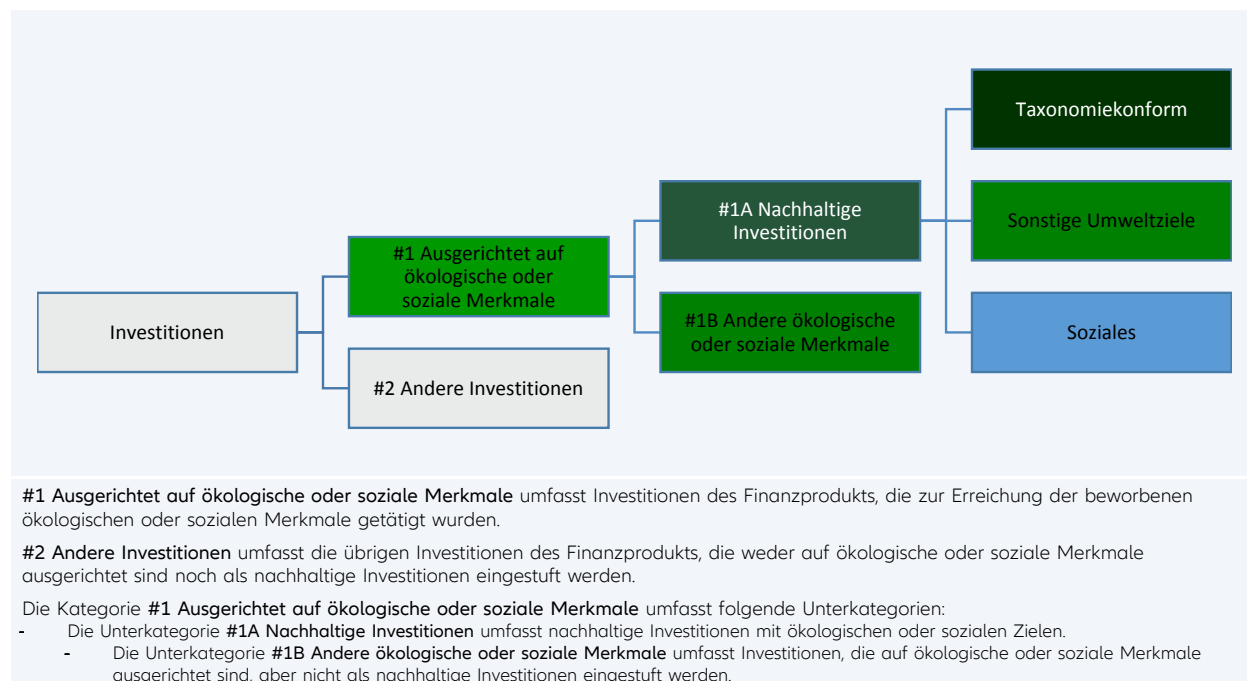 Investitionen
#1 Ausgerichtet auf
ökologische oder
soziale Merkmale
#2 Andere Investitionen
#1A Nachhaltige
Investitionen
#1B Andere ökologische
oder soziale Merkmale
Taxonomiekonform
Sonstige Umweltziele
Soziales
#1 Ausgerichtet auf ökologische oder soziale Merkmale umfasst Investitionen des Finanzprodukts, die zur Erreichung der beworbenen
ökologischen oder sozialen Merkmale getätigt wurden.
#2 Andere Investitionen umfasst die übrigen Investitionen des Finanzprodukts, die weder auf ökologische oder soziale Merkmale
ausgerichtet sind noch als nachhaltige Investitionen eingestuft werden.
Die Kategorie #1 Ausgerichtet auf ökologische oder soziale Merkmale umfasst folgende Unterkategorien:
- Die Unterkategorie #1A Nachhaltige Investitionen umfasst nachhaltige Investitionen mit ökologischen oder sozialen Zielen.
- Die Unterkategorie #1B Andere ökologische oder soziale Merkmale umfasst Investitionen, die auf ökologische oder soziale Merkmale
ausgerichtet sind, aber nicht als nachhaltige Investitionen eingestuft werden.